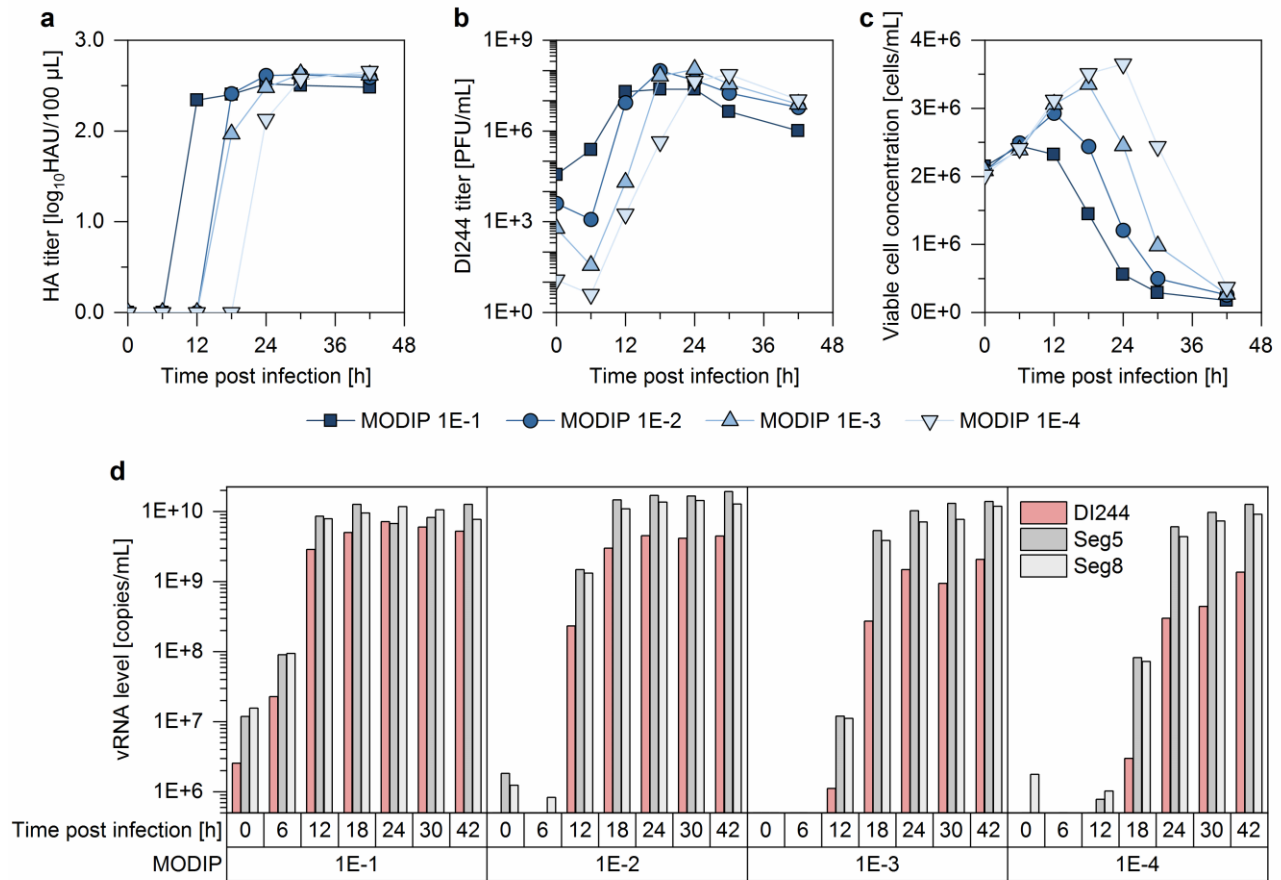 a
3.0
2.0
1.0
0.0
HA titer [log10HAU/100 µL]
0 12 24 36 48
Time post infection [h]
b
1E+9
1E+6
1E+3
1E+0
DI244 titer [PFU/mL]
0 12 24 36 48
Time post infection [h]
c
4E+6
3E+6
2E+6
1E+6
0E+0
Viable cell concentration [cells/mL]
0 12 24 36 48
Time post infection [h]
MODIP 1E-1 MODIP 1E-2 MODIP 1E-3 MODIP 1E-4
d
1E+10
1E+9
1E+8
1E+7
1E+6
vRNA level [copies/mL]
DI244
Seg5
Seg8
Time post infection [h] 0 6 12 18 24 30 42 0 6 12 18 24 30 42 0 6 12 18 24 30 42 0 6 12 18 24 30 42
MODIP 1E-1 1E-2 1E-3 1E-4